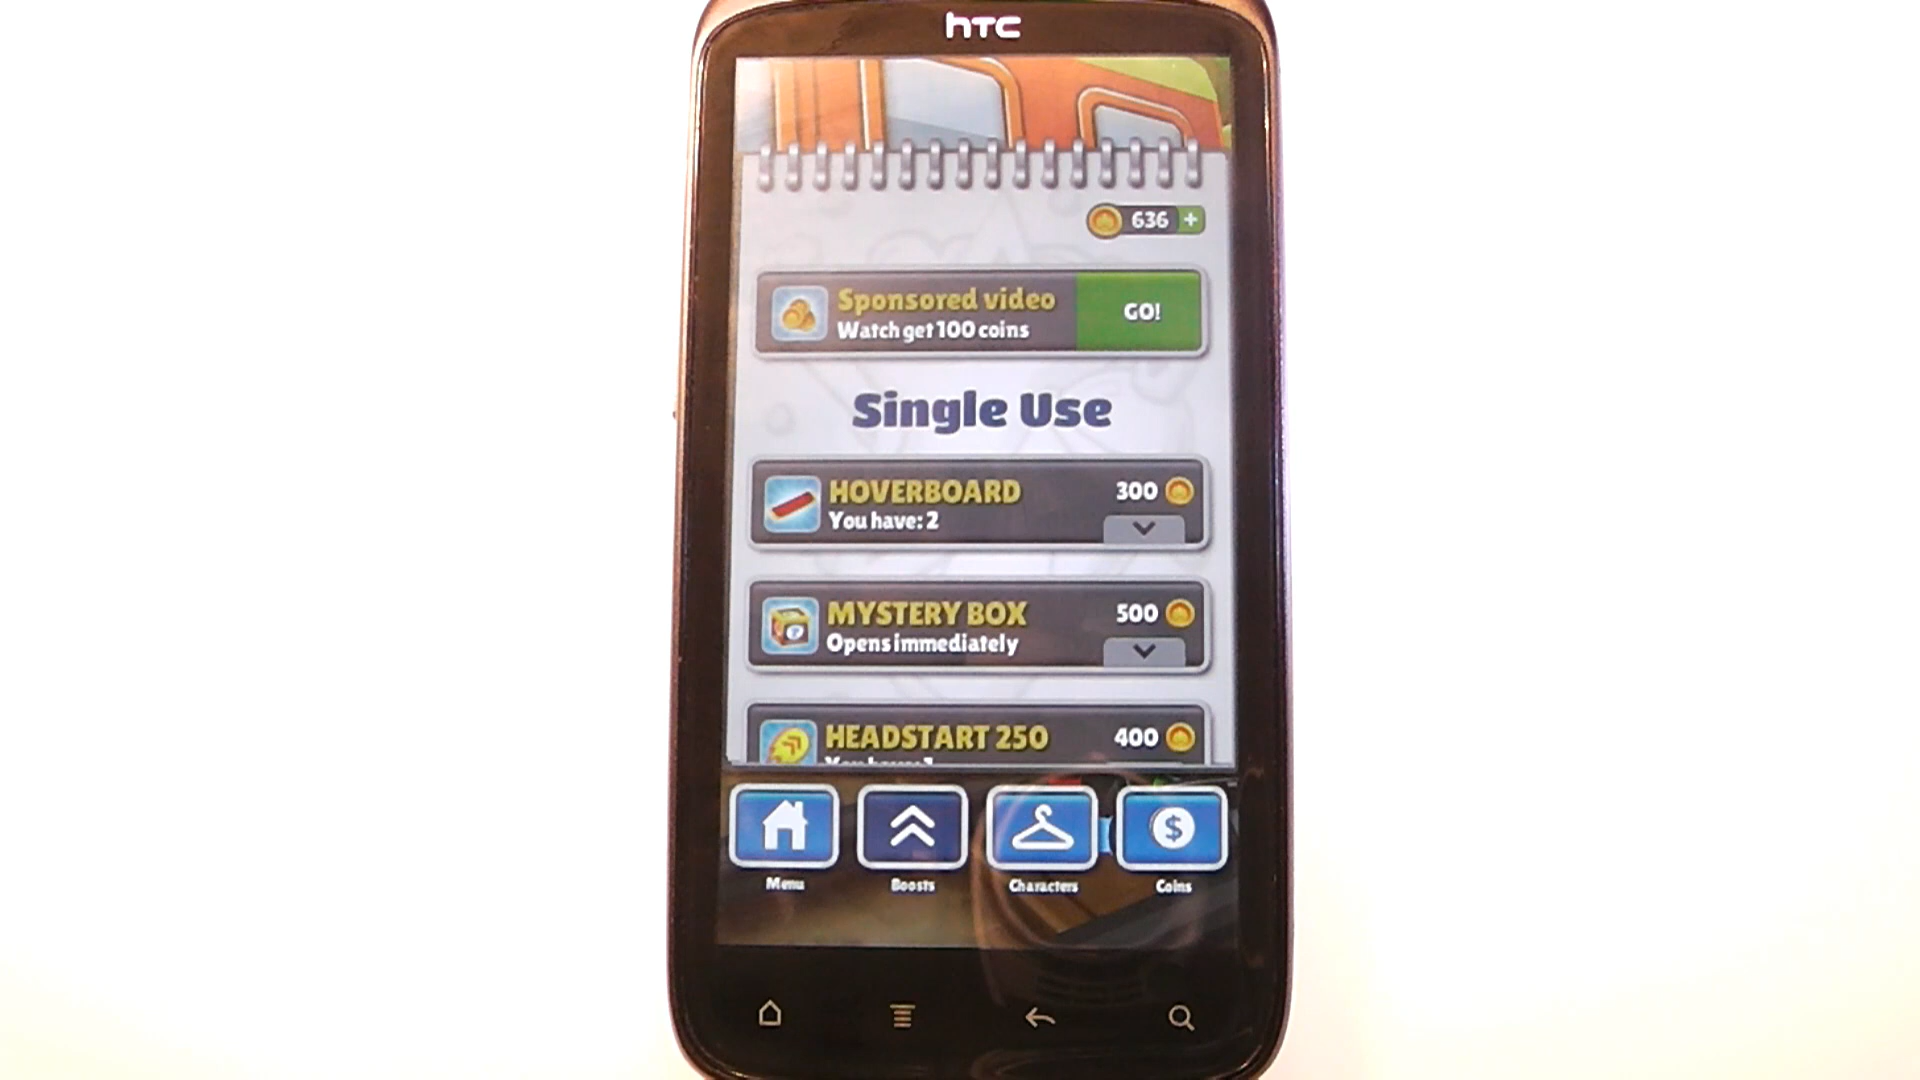 hTC
636 +
Sponsored video
Watch get 100 coins
GO!
Single Use
HOVERBOARD
300
You have: 2
MYSTERY BOX
500
Opens immediately
HEADSTART 250
400
$
Menu
Boosts
Characters
Coins